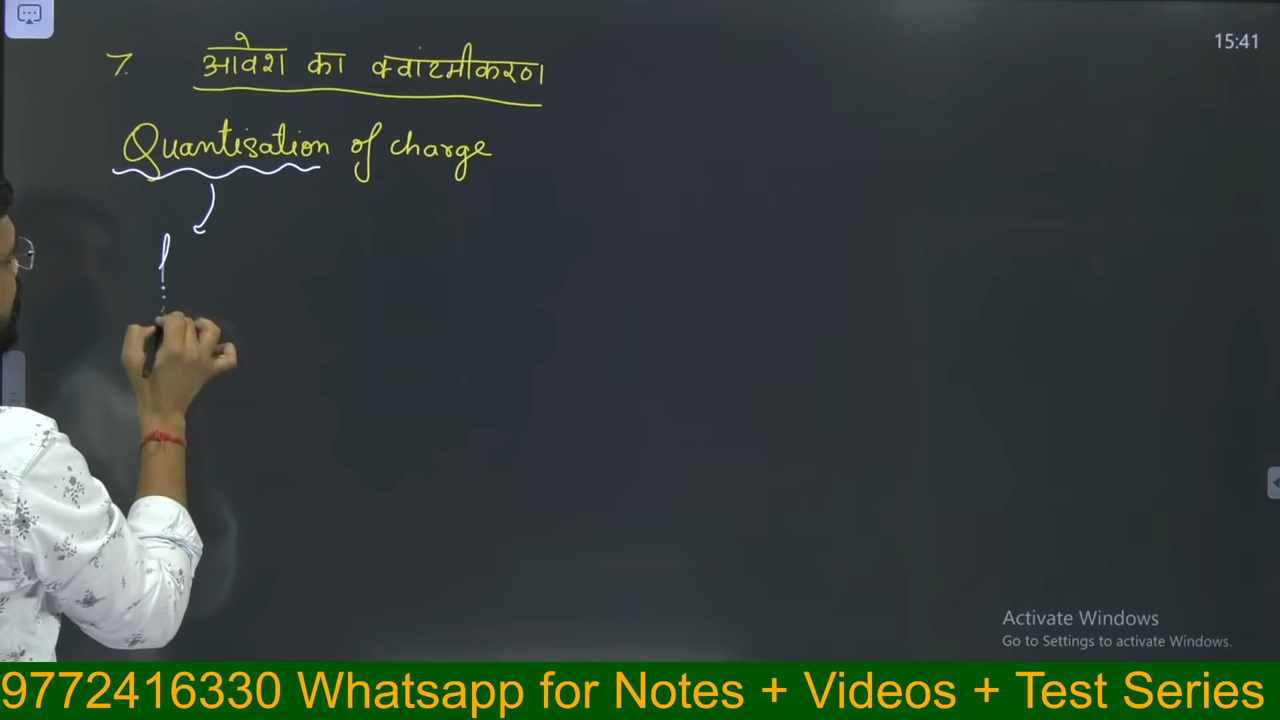 15:41
7. आवेश का क्वांटमीकरण
Quantisation of charge
Activate Windows
Go to Settings to activate Windows.
9772416330 Whatsapp for Notes + Videos + Test Series